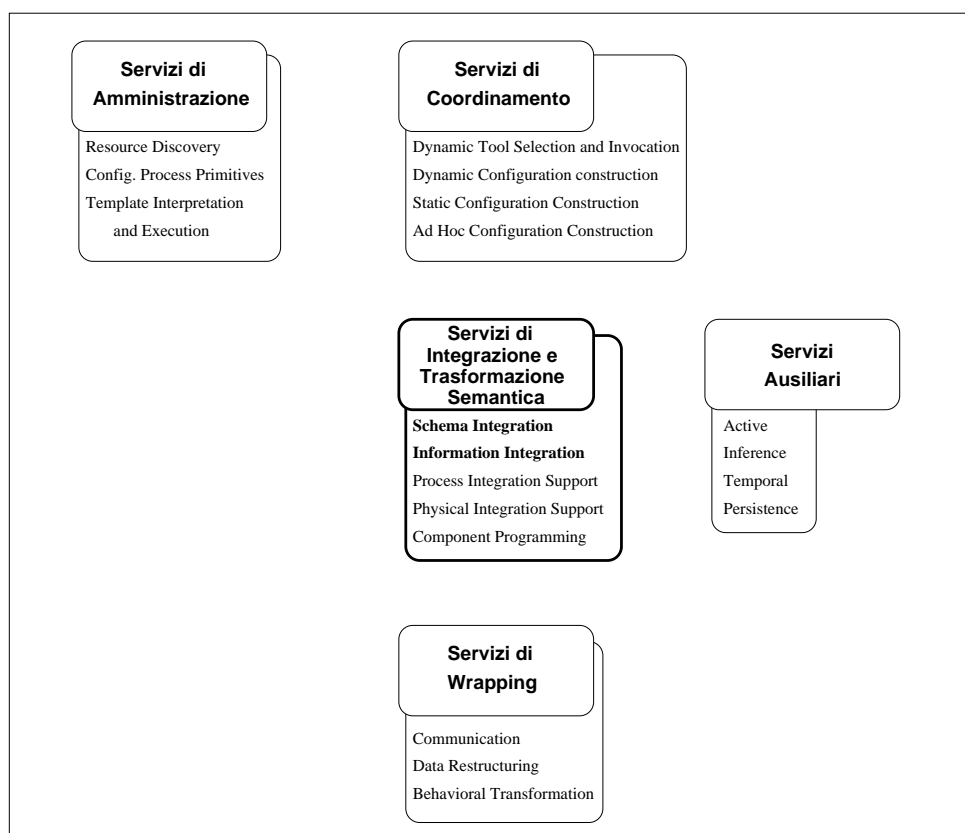 Servizi di
Amministrazione
Resource Discovery
Config. Process Primitives
Template Interpretation
and Execution
Servizi di
Coordinamento
Dynamic Tool Selection and Invocation
Dynamic Configuration construction
Static Configuration Construction
Ad Hoc Configuration Construction
Servizi di
Integrazione e
Trasformazione
Semantica
Schema Integration
Information Integration
Process Integration Support
Physical Integration Support
Component Programming
Servizi
Ausiliari
Active
Inference
Temporal
Persistence
Servizi di
Wrapping
Communication
Data Restructuring
Behavioral Transformation